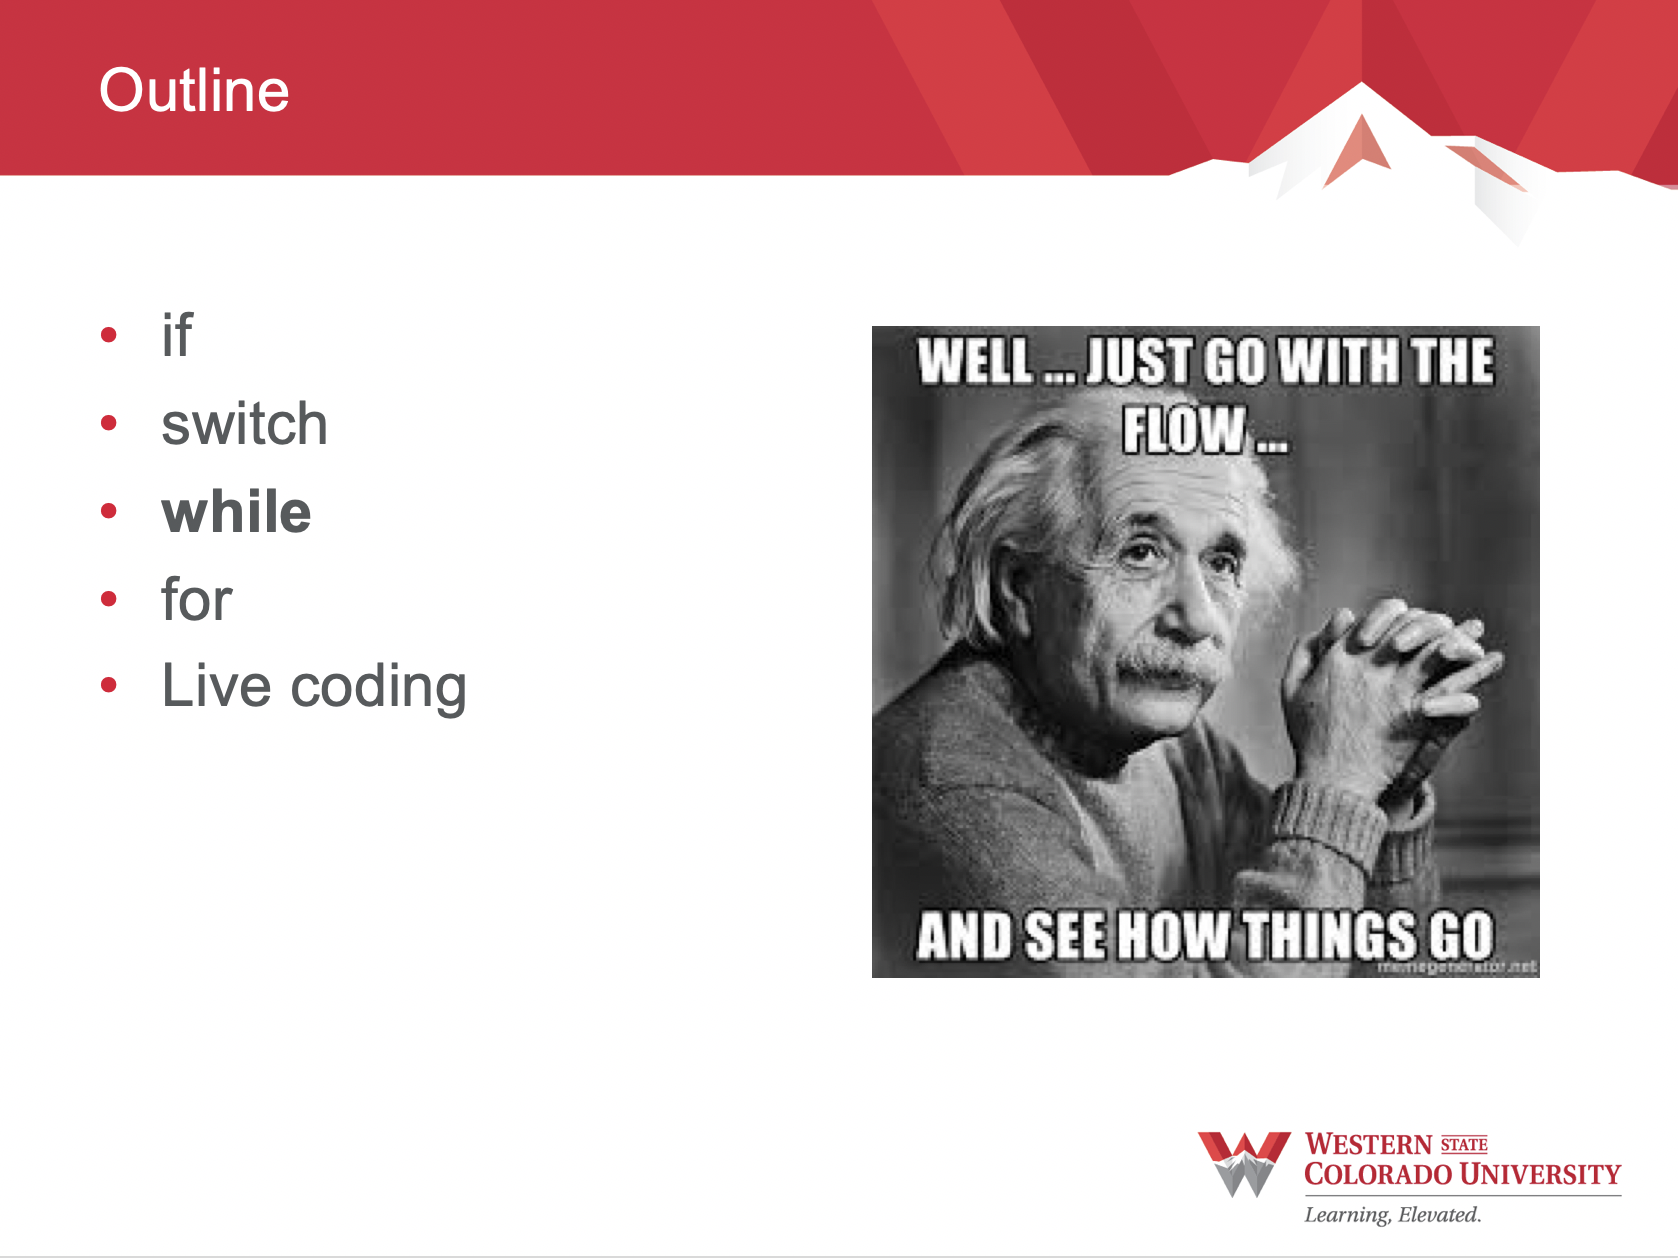 Outline
if
switch
while
for
Live coding
WELL ... JUST GO WITH THE
FLOW ...
AND SEE HOW THINGS GO
memegenerator.net
WESTERN STATE
COLORADO UNIVERSITY
Learning, Elevated.